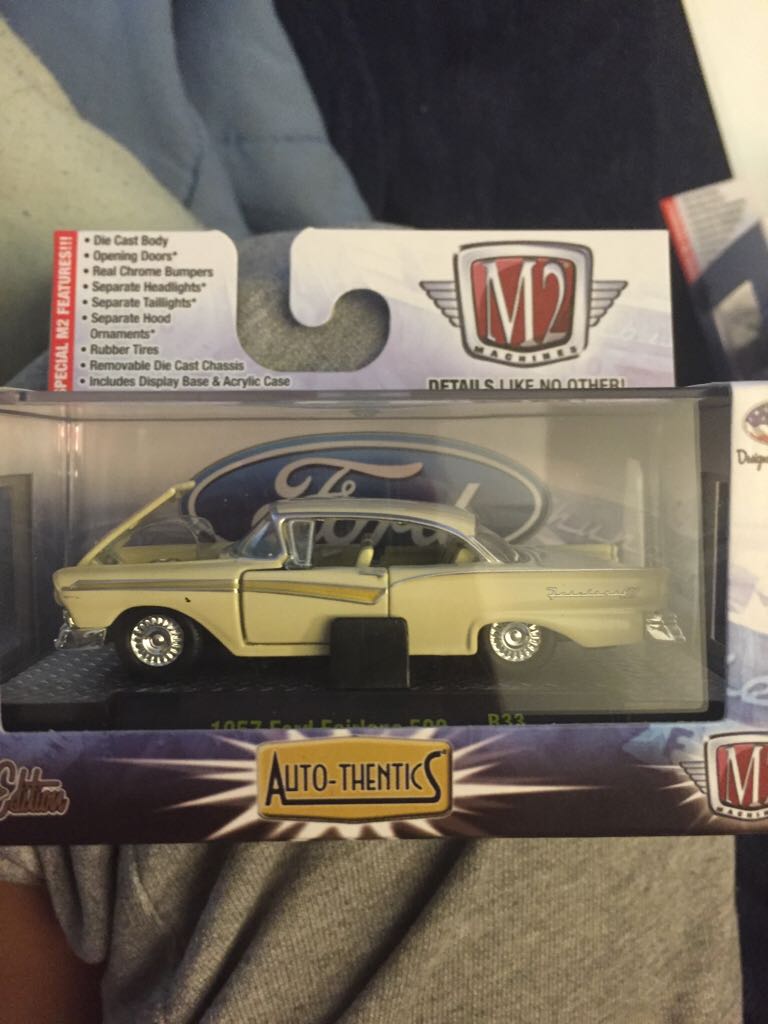 SPECIAL M2 FEATURES!!!
• Die Cast Body
• Opening Doors*
• Real Chrome Bumpers
• Separate Headlights*
• Separate Taillights*
• Separate Hood
Ornaments*
• Rubber Tires
• Removable Die Cast Chassis
• Includes Display Base & Acrylic Case
M2
MACHINES
DETAILS LIKE NO OTHER!
Ford
1957 Ford Fairlane 500 R33
Edition
AUTO-THENTICS